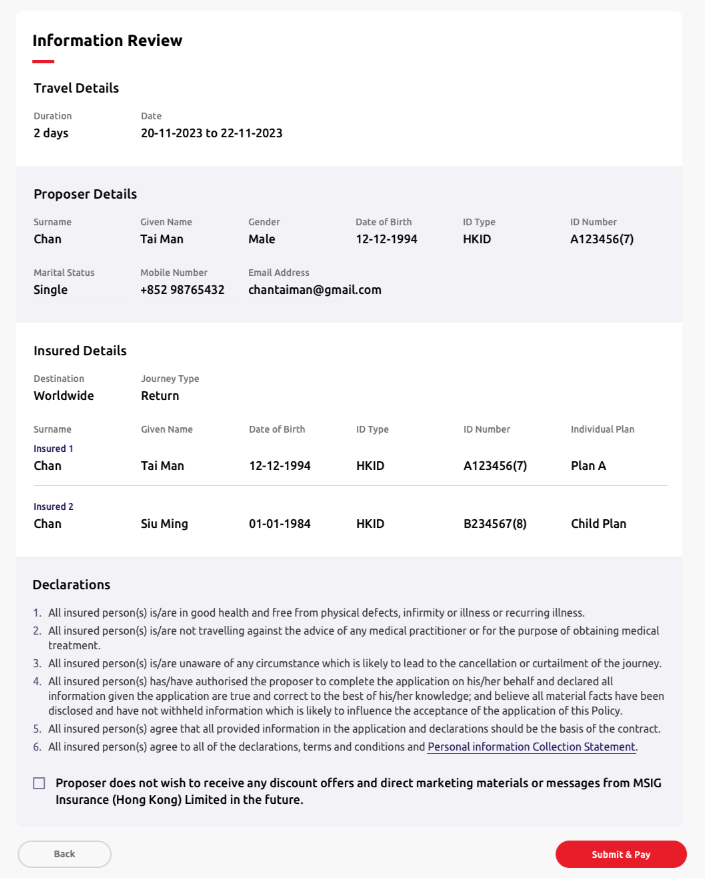 Information Review
Travel Details
Duration Date
2 days 20-11-2023 to 22-11-2023
Proposer Details
Surname Given Name Gender Date of Birth ID Type ID Number
Chan Tai Man Male 12-12-1994 HKID A123456(7)
Marital Status Mobile Number Email Address
Single +852 98765432 chantaiman@gmail.com
Insured Details
Destination Journey Type
Worldwide Return
Surname Given Name Date of Birth ID Type ID Number Individual Plan
Insured 1
Chan Tai Man 12-12-1994 HKID A123456(7) Plan A
Insured 2
Chan Siu Ming 01-01-1984 HKID B234567(8) Child Plan
Declarations
1. All insured person(s) is/are in good health and free from physical defects, infirmity or illness or recurring illness.
2. All insured person(s) is/are not travelling against the advice of any medical practitioner or for the purpose of obtaining medical
treatment.
3. All insured person(s) is/are unaware of any circumstance which is likely to lead to the cancellation or curtailment of the journey.
4. All insured person(s) has/have authorised the proposer to complete the application on his/her behalf and declared all
information given the application are true and correct to the best of his/her knowledge; and believe all material facts have been
disclosed and have not withheld information which is likely to influence the acceptance of the application of this Policy.
5. All insured person(s) agree that all provided information in the application and declarations should be the basis of the contract.
6. All insured person(s) agree to all of the declarations, terms and conditions and Personal information Collection Statement.
Proposer does not wish to receive any discount offers and direct marketing materials or messages from MSIG
Insurance (Hong Kong) Limited in the future.
Back Submit & Pay